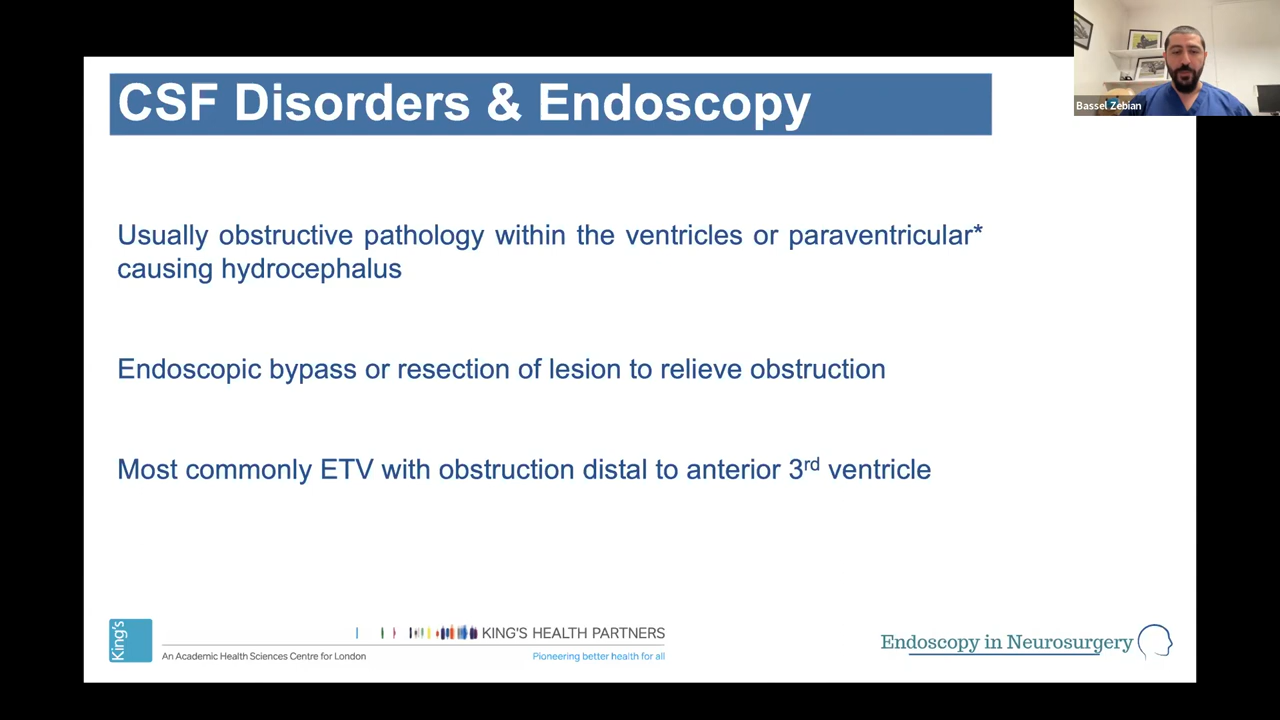 CSF Disorders & Endoscopy
Bassel Zebian
Usually obstructive pathology within the ventricles or paraventricular*
causing hydrocephalus
Endoscopic bypass or resection of lesion to relieve obstruction
Most commonly ETV with obstruction distal to anterior 3rd ventricle
King's
KING'S HEALTH PARTNERS
An Academic Health Sciences Centre for London
Pioneering better health for all
Endoscopy in Neurosurgery